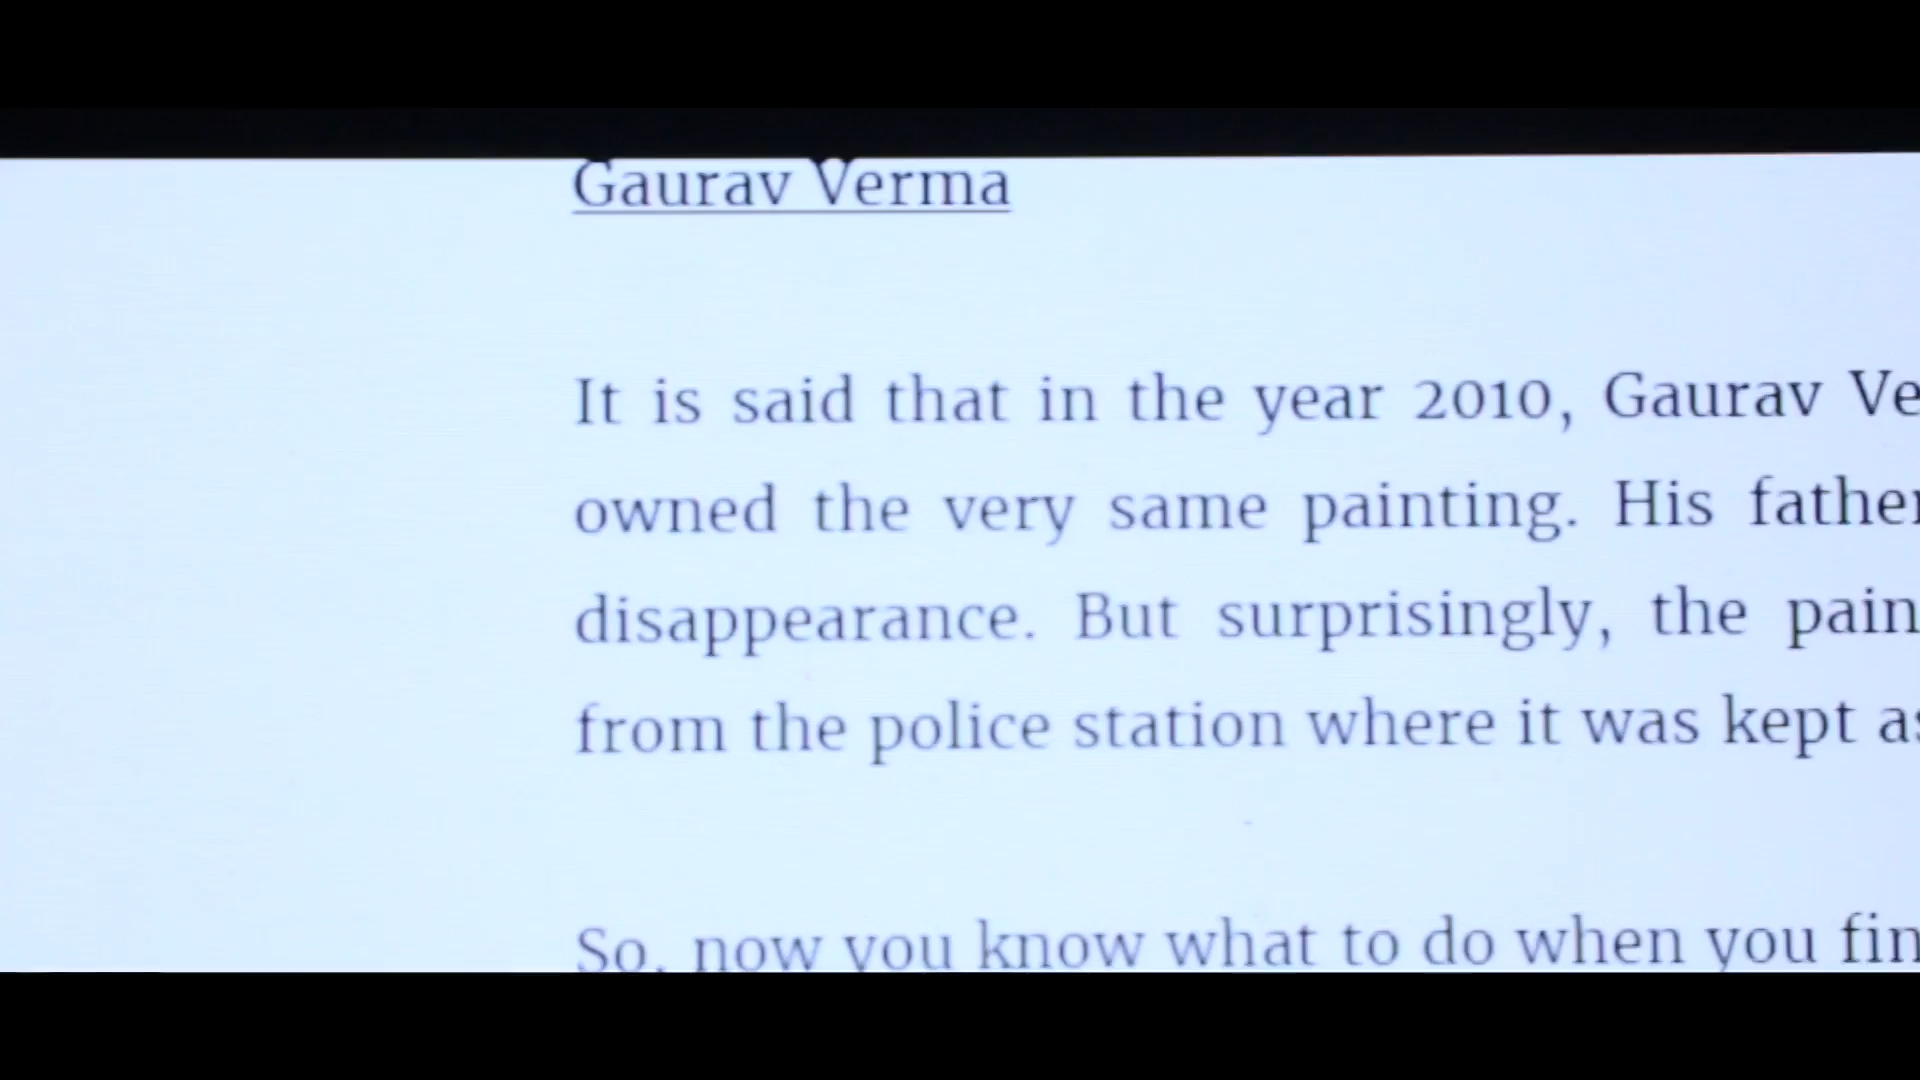 Gaurav Verma
It is said that in the year 2010, Gaurav Ve
owned the very same painting. His father
disappearance. But surprisingly, the pain
from the police station where it was kept as
So, now you know what to do when you fin